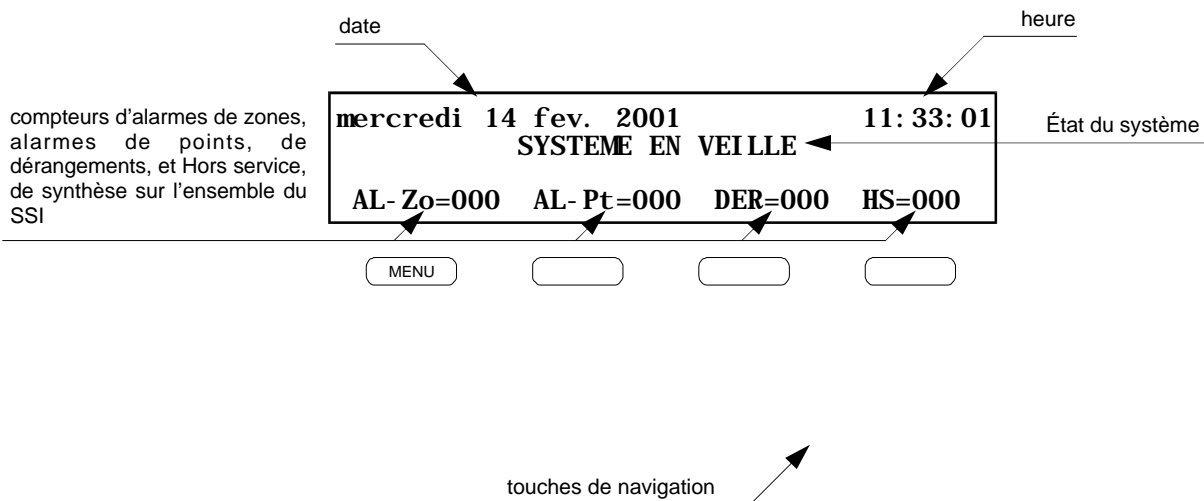 date
heure
compteurs d'alarmes de zones,
alarmes de points, de
dérangements, et Hors service,
de synthèse sur l'ensemble du
SSI
mercredi 14 fev. 2001 11:33:01
SYSTEME EN VEILLE
État du système
AL-Zo=000 AL-Pt=000 DER=000 HS=000
MENU
touches de navigation